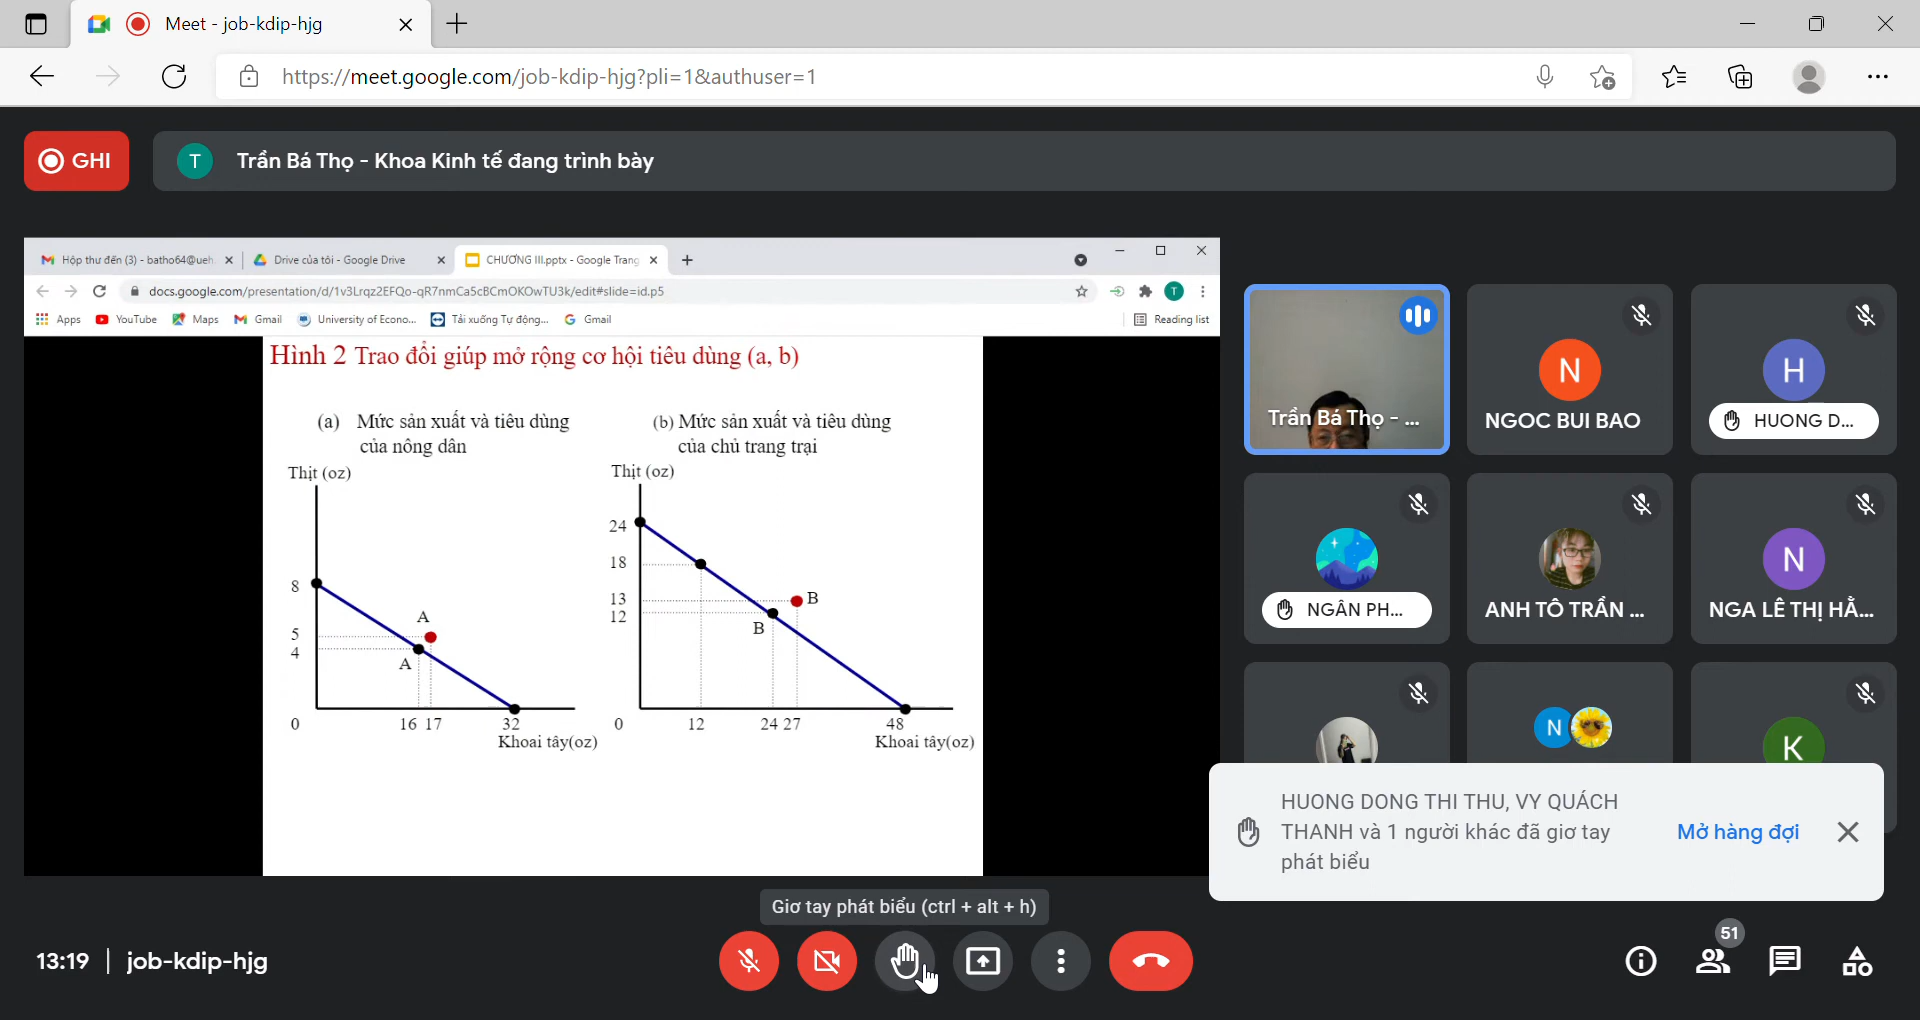 Meet - job-kdip-hjg
https://meet.google.com/job-kdip-hjg?pli=1&authuser=1
GHI
T
Trần Bá Thọ - Khoa Kinh tế đang trình bày
Hộp thư đến (3) - batho64@ueh
Drive của tôi - Google Drive
CHƯƠNG III.pptx - Google Trang
docs.google.com/presentation/d/1v3Lrqz2EFQo-qR7nmCa5cBCmOKOwTU3k/edit#slide=id.p5
T
Apps
YouTube
Maps
Gmail
University of Econo...
Tải xuống Tự động...
Gmail
Reading list
Hình 2 Trao đổi giúp mở rộng cơ hội tiêu dùng (a, b)
(a) Mức sản xuất và tiêu dùng
của nông dân
Thịt (oz)
8
5
4
A
A
0
16 17
32
Khoai tây(oz)
(b) Mức sản xuất và tiêu dùng
của chủ trang trại
Thịt (oz)
24
18
13
12
B
B
0
12
24 27
48
Khoai tây(oz)
Trần Bá Thọ - ...
N
NGOC BUI BAO
H
HUONG D...
NGÂN PH...
ANH TÔ TRẦN ...
N
NGA LÊ THỊ HẰ...
N
K
HUONG DONG THI THU, VY QUÁCH
THANH và 1 người khác đã giơ tay
phát biểu
Mở hàng đợi
Giơ tay phát biểu (ctrl + alt + h)
13:19
job-kdip-hjg
51